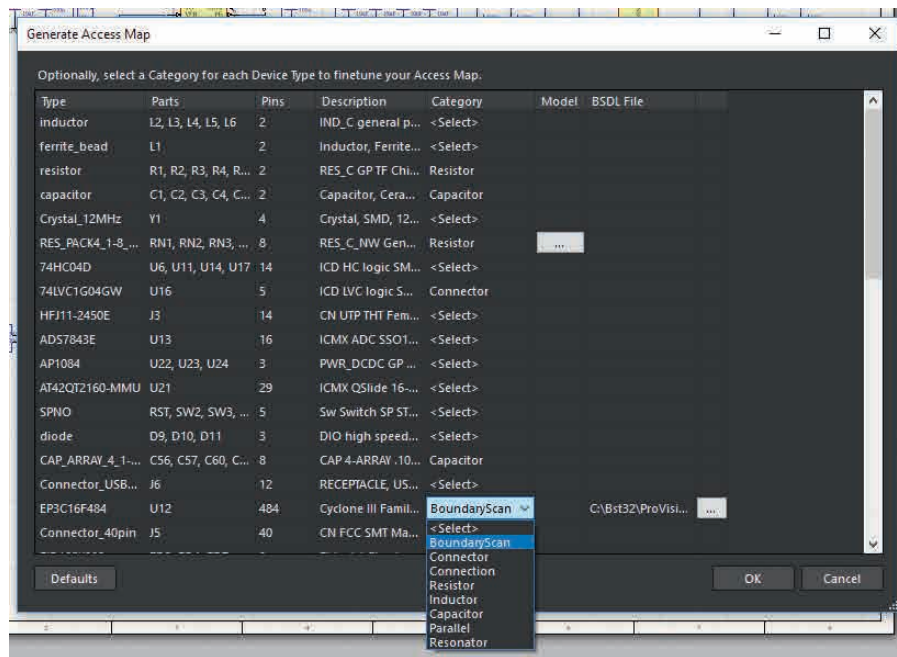 Generate Access Map
Optionally, select a Category for each Device Type to finetune your Access Map.
Type Parts Pins Description Category Model BSDL File
inductor L2, L3, L4, L5, L6 2 IND_C general p... <Select>
ferrite_bead L1 2 Inductor, Ferrite... <Select>
resistor R1, R2, R3, R4, R... 2 RES_C GP TF Chi... Resistor
capacitor C1, C2, C3, C4, C... 2 Capacitor, Cera... Capacitor
Crystal_12MHz Y1 4 Crystal, SMD, 12... <Select>
RES_PACK4_1-8_... RN1, RN2, RN3, ... 8 RES_C_NW Gen... Resistor ...
74HC04D U6, U11, U14, U17 14 ICD HC logic SM... <Select>
74LVC1G04GW U16 5 ICD LVC logic S... Connector
HFJ11-2450E J3 14 CN UTP THT Fem... <Select>
ADS7843E U13 16 ICMX ADC SSO1... <Select>
AP1084 U22, U23, U24 3 PWR_DCDC GP ... <Select>
AT42QT2160-MMU U21 29 ICMX QSlide 16-... <Select>
SPNO RST, SW2, SW3, ... 5 Sw Switch SP ST... <Select>
diode D9, D10, D11 3 DIO high speed... <Select>
CAP_ARRAY_4_1-... C56, C57, C60, C... 8 CAP 4-ARRAY .10... Capacitor
Connector_USB... J6 12 RECEPTACLE, US... <Select>
EP3C16F484 U12 484 Cyclone III Famil... BoundaryScan C:\Bst32\ProVisi... ...
Connector_40pin J5 40 CN FCC SMT Ma... <Select>
BoundaryScan
Connector
Connection
Resistor
Inductor
Capacitor
Parallel
Resonator
Defaults OK Cancel